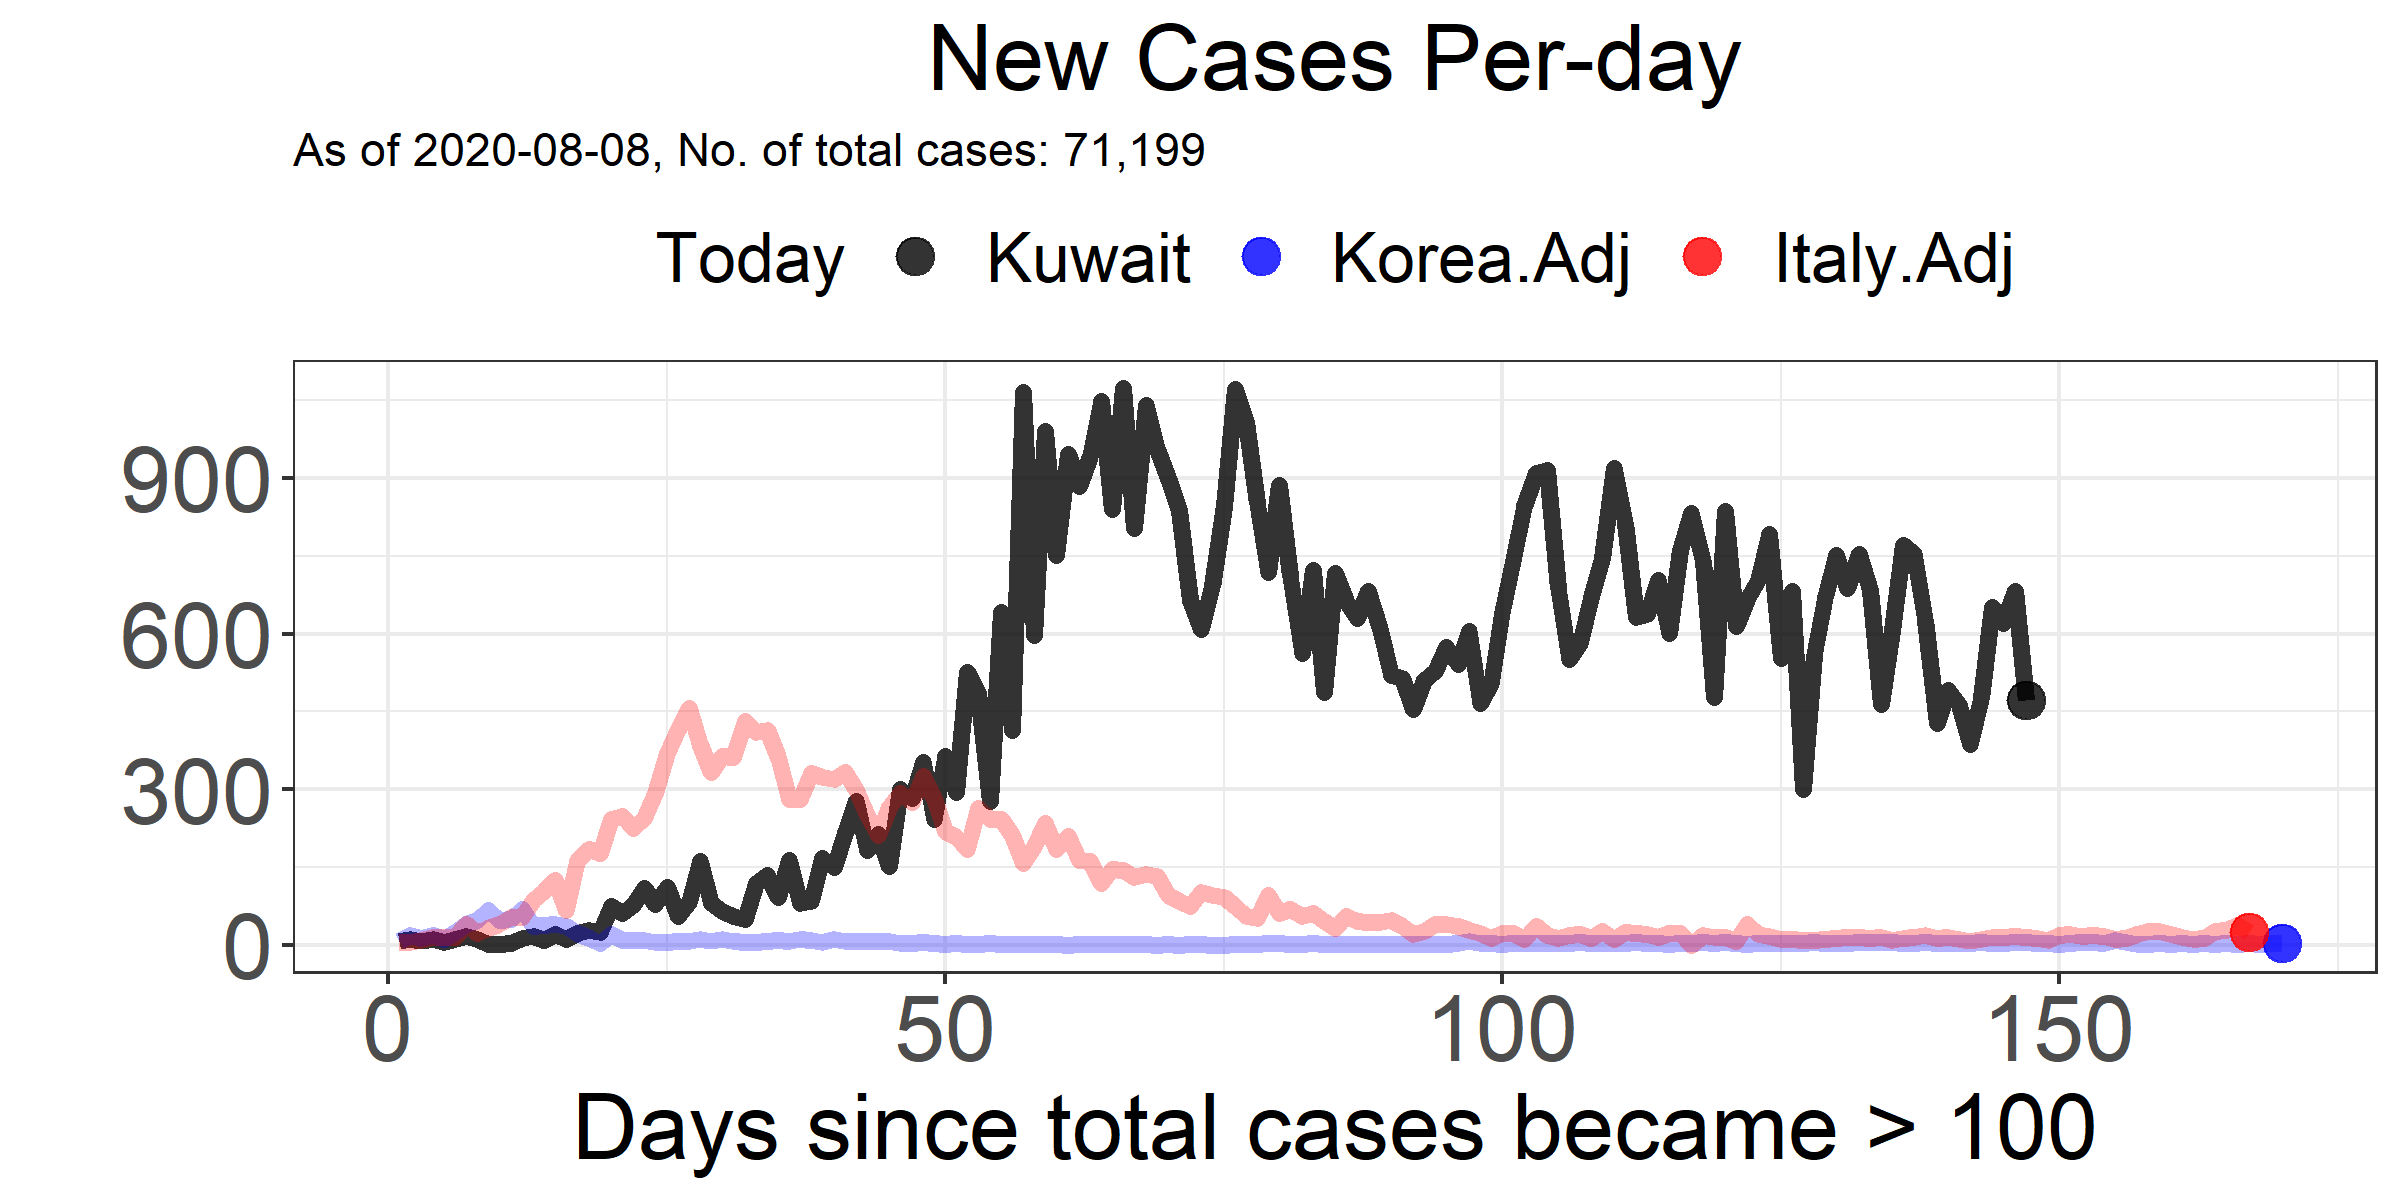 New Cases Per-day
As of 2020-08-08, No. of total cases: 71,199
Today Kuwait Korea.Adj Italy.Adj
900
600
300
0
0 50 100 150
Days since total cases became > 100